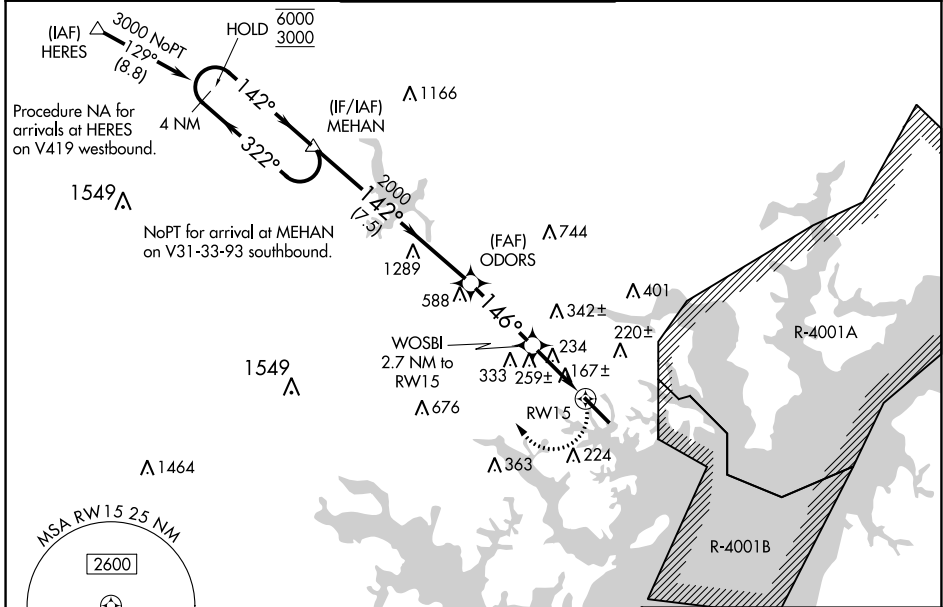 (IAF)
HERES
3000 NoPT
129°
(8.8)
HOLD
6000
3000
142°
4 NM
322°
(IF/IAF)
MEHAN
1166
Procedure NA for
arrivals at HERES
on V419 westbound.
1549
NoPT for arrival at MEHAN
on V31-33-93 southbound.
2000
142°
(7.5)
1289
(FAF)
ODORS
744
588
146°
342±
401
220±
R-4001A
WOSBI
2.7 NM to
RW15
234
333
259±
167±
1549
676
RW15
224
363
1464
R-4001B
MSA RW15 25 NM
2600